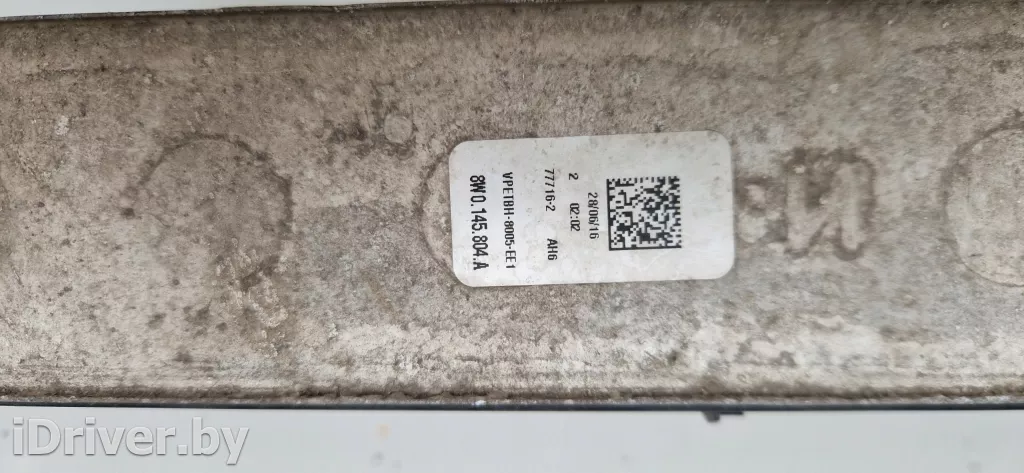 28/06/16 02:02
2
77716-2 AH6
VPETBH-8005-EE1
8W0.145.804.A
iDriver.by